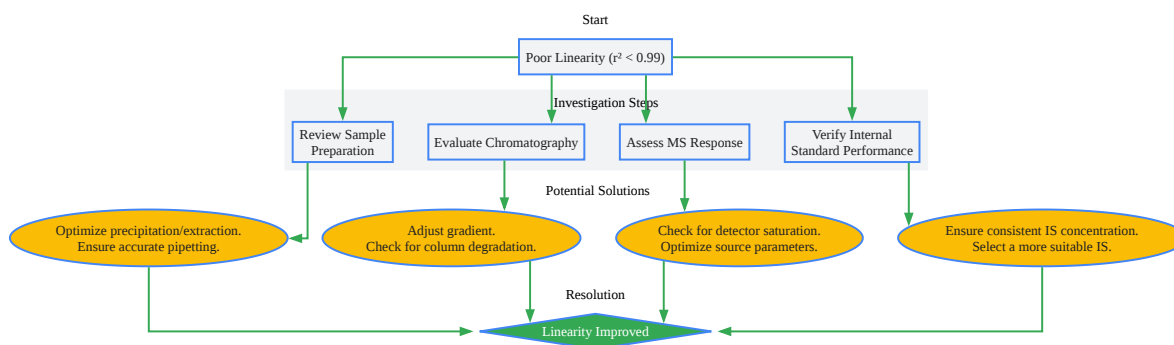 Start
Poor Linearity (r² < 0.99)
Investigation Steps
Review Sample
Preparation
Evaluate Chromatography
Assess MS Response
Verify Internal
Standard Performance
Potential Solutions
Optimize precipitation/extraction.
Ensure accurate pipetting.
Adjust gradient.
Check for column degradation.
Check for detector saturation.
Optimize source parameters.
Ensure consistent IS concentration.
Select a more suitable IS.
Resolution
Linearity Improved